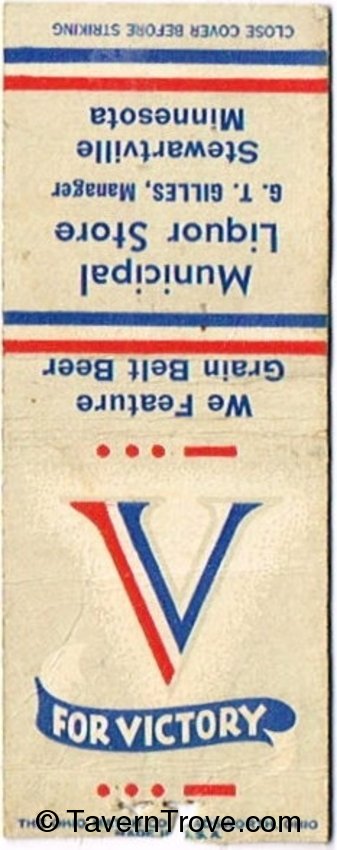 CLOSE COVER BEFORE STRIKING
Municipal
Liquor Store
G. T. GILLES, Manager
Stewartville
Minnesota
We Feature
Grain Belt Beer
V
FOR VICTORY
OHIO
© TavernTrove.com